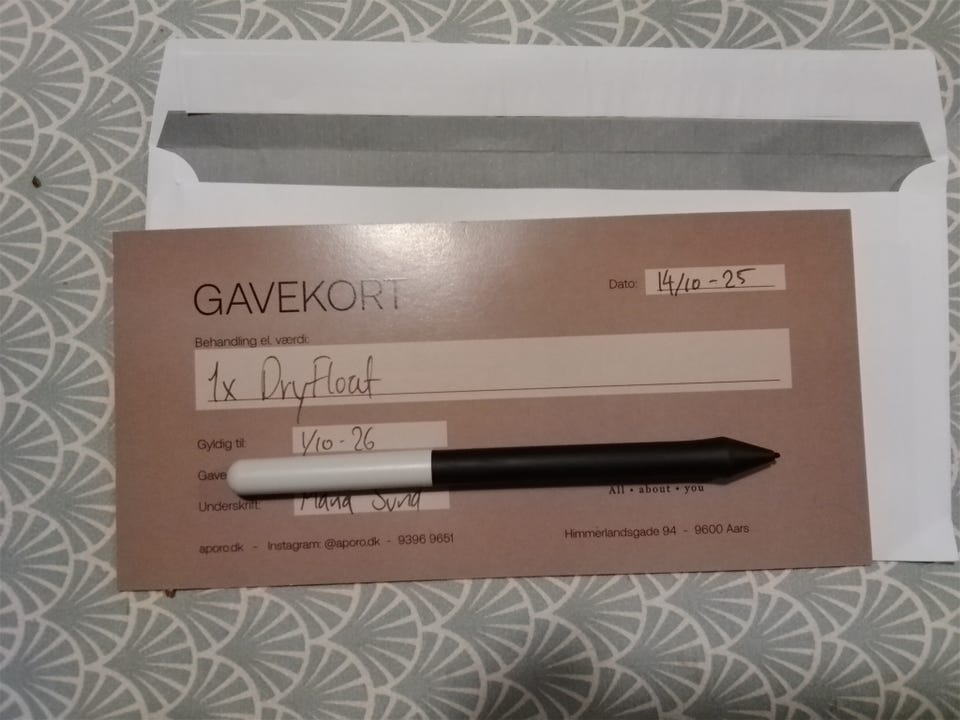 GAVEKORT
Dato: 14/10-25
Behandling el. værdi:
1x DryFloat
Gyldig til: 1/10-26
Gave
Underskrift:
All • about • you
aporo.dk - Instagram: @aporo.dk - 9396 9651
Himmerlandsgade 94 - 9600 Aars